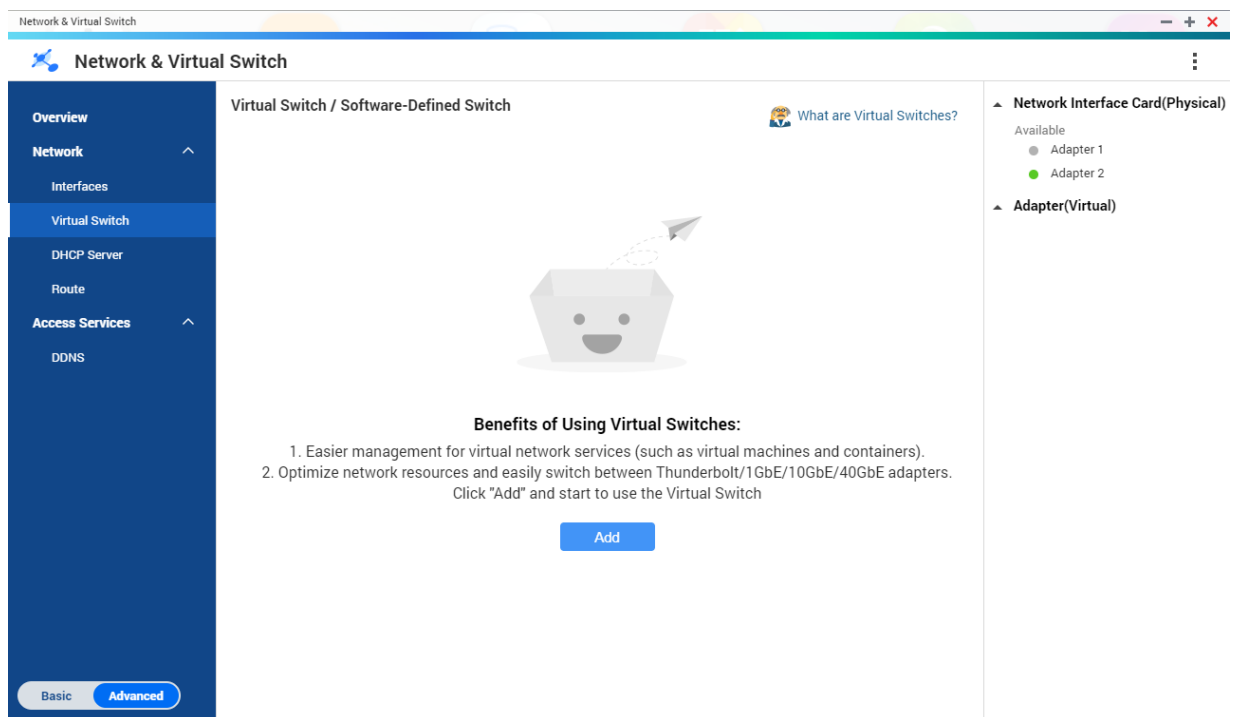 Network & Virtual Switch
Network & Virtual Switch
Overview
Network
Interfaces
Virtual Switch
DHCP Server
Route
Access Services
DDNS
Basic
Advanced
Virtual Switch / Software-Defined Switch
What are Virtual Switches?
Benefits of Using Virtual Switches:
1. Easier management for virtual network services (such as virtual machines and containers).
2. Optimize network resources and easily switch between Thunderbolt/1GbE/10GbE/40GbE adapters.
Click "Add" and start to use the Virtual Switch
Add
Network Interface Card(Physical)
Available
Adapter 1
Adapter 2
Adapter(Virtual)